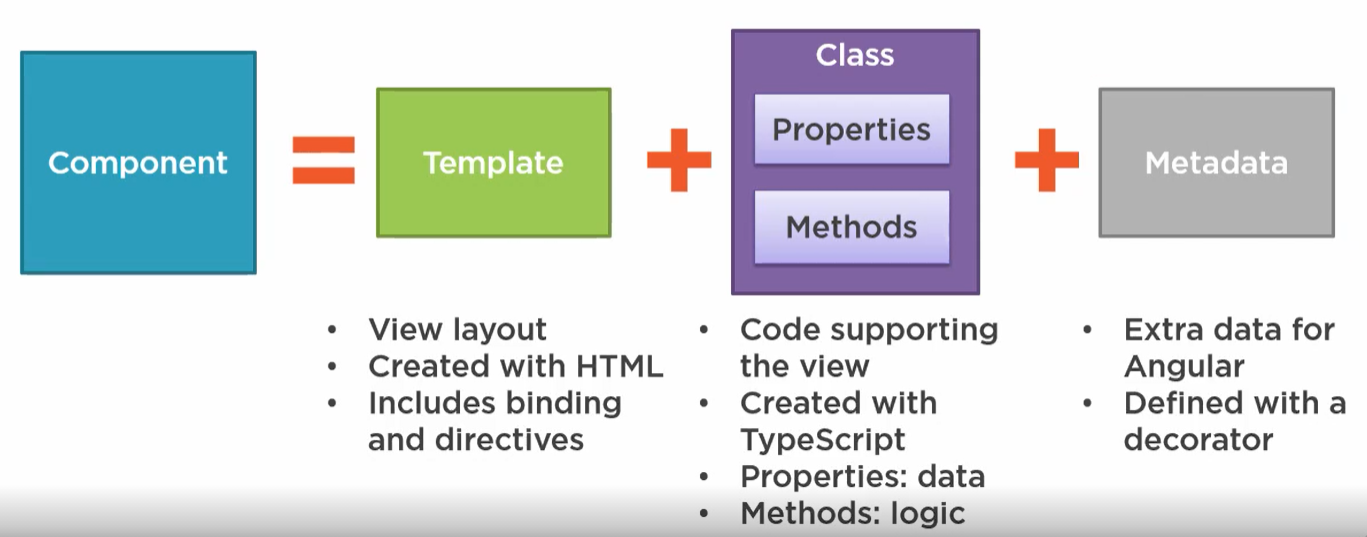 Component
=
Template
+
Class
Properties
Methods
+
Metadata
• View layout
• Created with HTML
• Includes binding
and directives
• Code supporting
the view
• Created with
TypeScript
• Properties: data
• Methods: logic
• Extra data for
Angular
• Defined with a
decorator